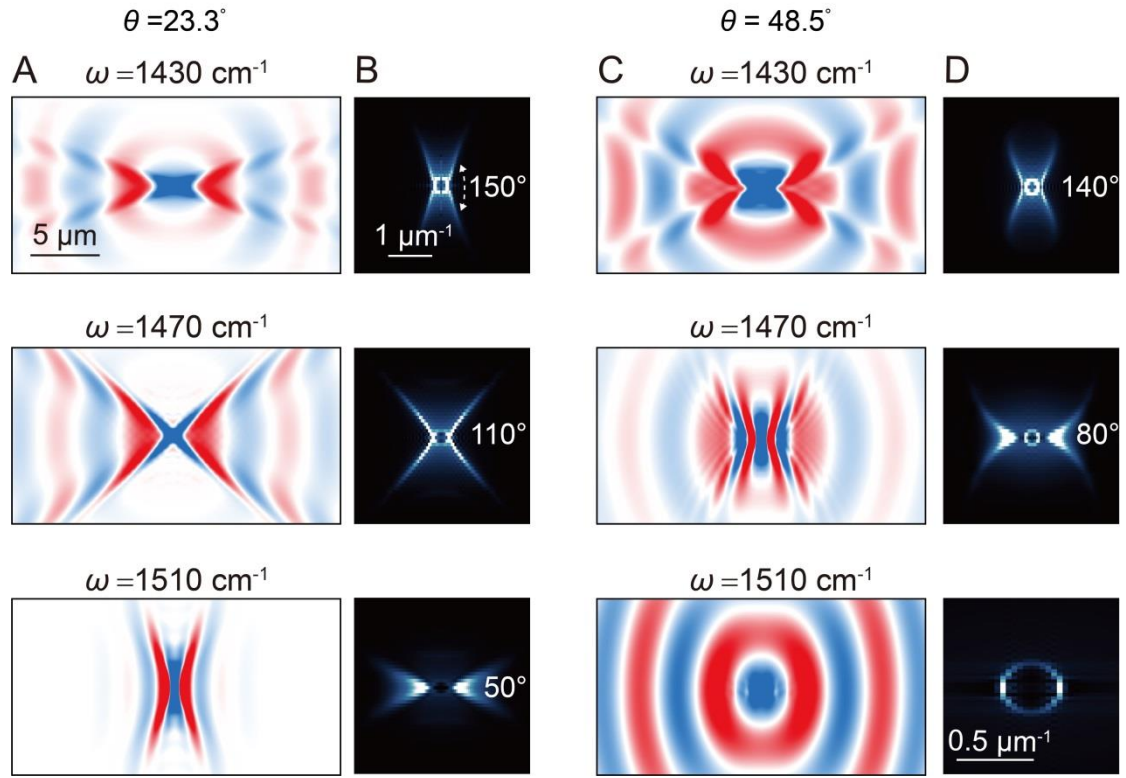 θ =23.3° θ = 48.5°
A ω =1430 cm⁻¹ B C ω =1430 cm⁻¹ D
5 μm 150° 1 μm⁻¹ 140°
ω =1470 cm⁻¹ ω =1470 cm⁻¹
110° 80°
ω =1510 cm⁻¹ ω =1510 cm⁻¹
50° 0.5 μm⁻¹